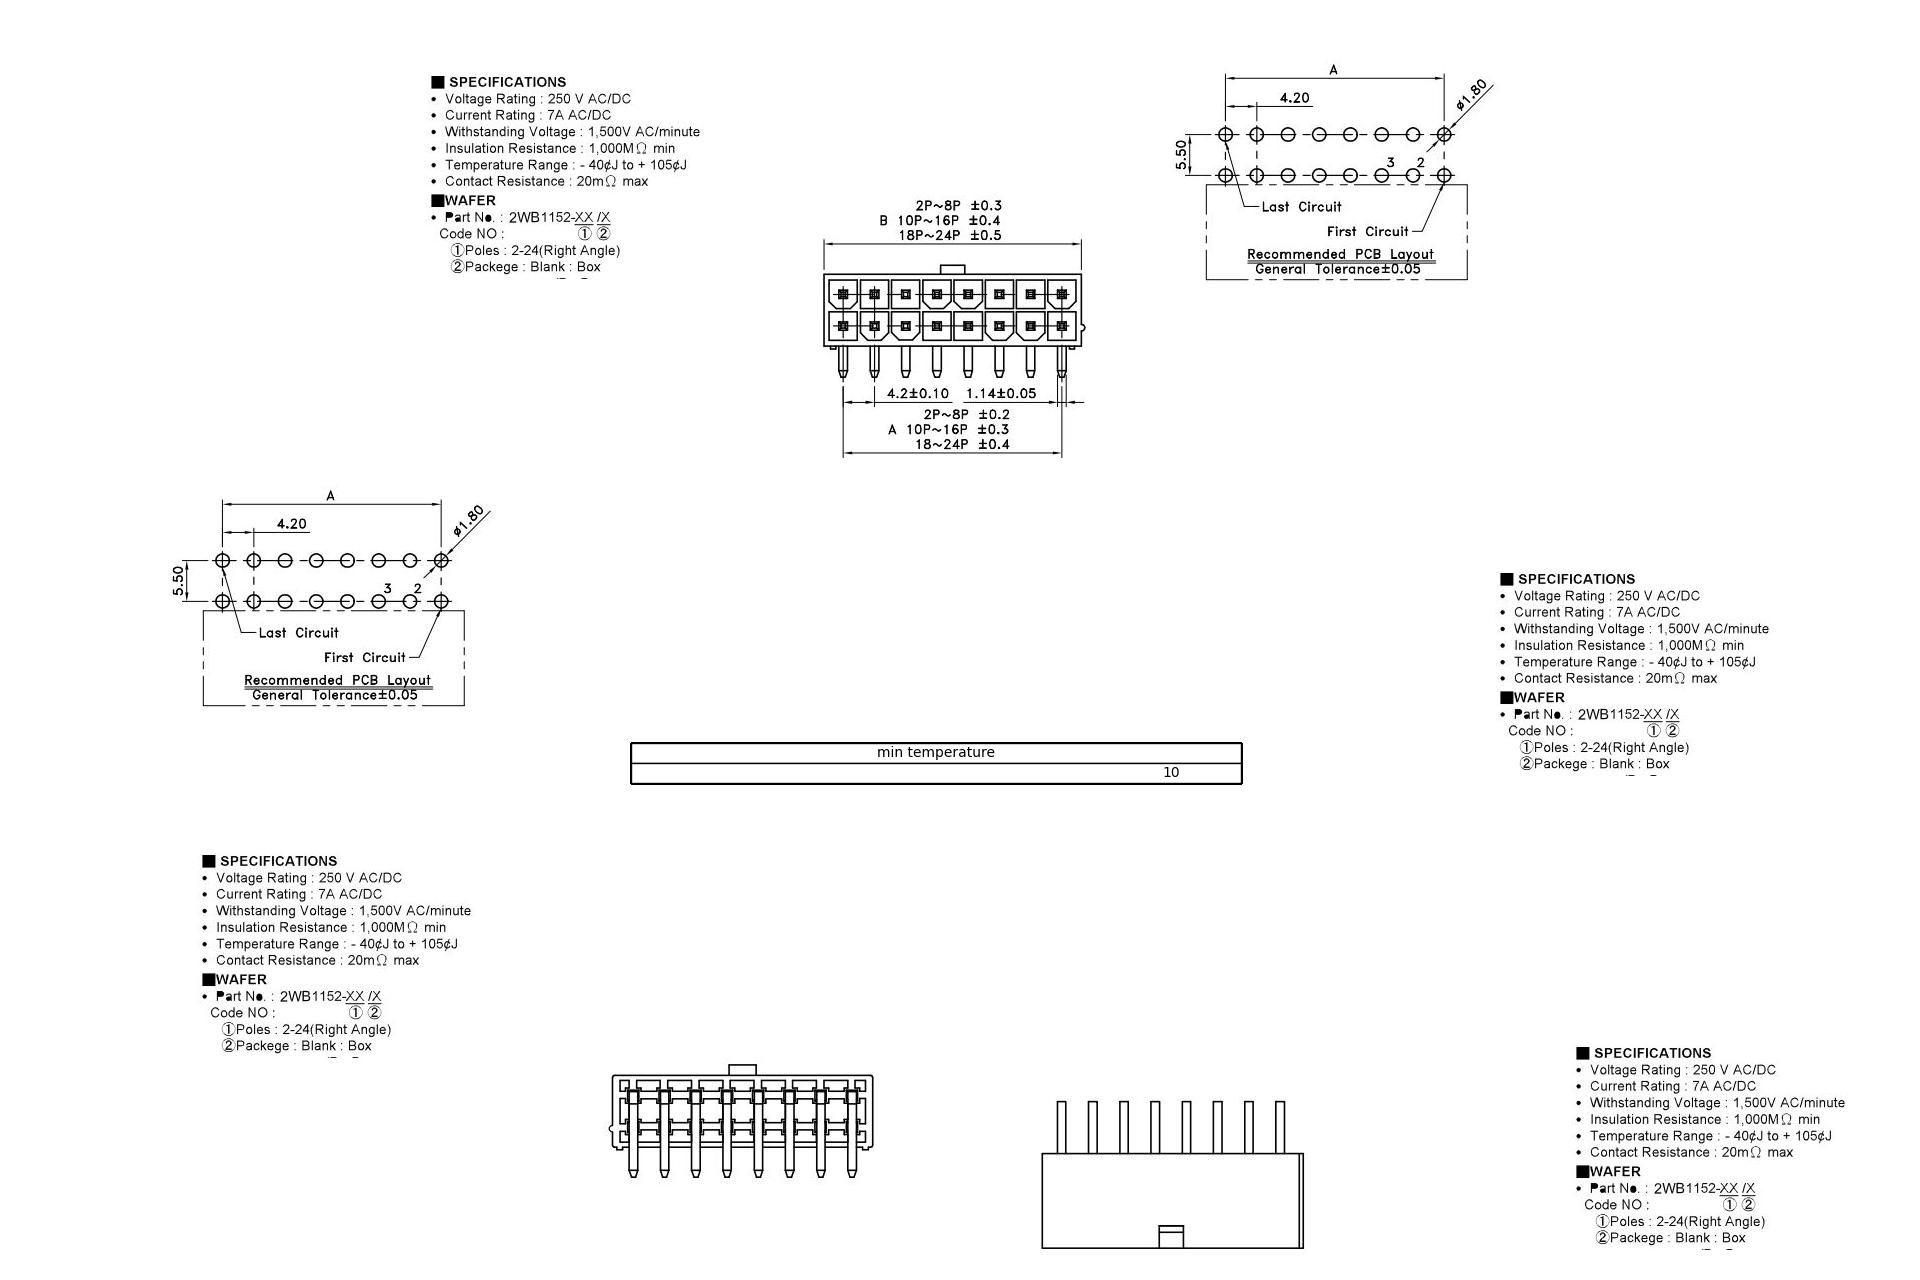 ■ SPECIFICATIONS
• Voltage Rating : 250 V AC/DC
• Current Rating : 7A AC/DC
• Withstanding Voltage : 1,500V AC/minute
• Insulation Resistance : 1,000MΩ min
• Temperature Range : - 40¢J to + 105¢J
• Contact Resistance : 20mΩ max
■WAFER
• Part No. : 2WB1152-XX /X
Code NO : ① ②
①Poles : 2-24(Right Angle)
②Packege : Blank : Box
A
4.20
ø1.80
5.50
3 2
Last Circuit
First Circuit
Recommended PCB Layout
General Tolerance±0.05
2P~8P ±0.3
B 10P~16P ±0.4
18P~24P ±0.5
4.2±0.10 1.14±0.05
2P~8P ±0.2
A 10P~16P ±0.3
18~24P ±0.4
A
4.20
ø1.80
5.50
3 2
Last Circuit
First Circuit
Recommended PCB Layout
General Tolerance±0.05
■ SPECIFICATIONS
• Voltage Rating : 250 V AC/DC
• Current Rating : 7A AC/DC
• Withstanding Voltage : 1,500V AC/minute
• Insulation Resistance : 1,000MΩ min
• Temperature Range : - 40¢J to + 105¢J
• Contact Resistance : 20mΩ max
■WAFER
• Part No. : 2WB1152-XX /X
Code NO : ① ②
①Poles : 2-24(Right Angle)
②Packege : Blank : Box
min temperature
10
■ SPECIFICATIONS
• Voltage Rating : 250 V AC/DC
• Current Rating : 7A AC/DC
• Withstanding Voltage : 1,500V AC/minute
• Insulation Resistance : 1,000MΩ min
• Temperature Range : - 40¢J to + 105¢J
• Contact Resistance : 20mΩ max
■WAFER
• Part No. : 2WB1152-XX /X
Code NO : ① ②
①Poles : 2-24(Right Angle)
②Packege : Blank : Box
■ SPECIFICATIONS
• Voltage Rating : 250 V AC/DC
• Current Rating : 7A AC/DC
• Withstanding Voltage : 1,500V AC/minute
• Insulation Resistance : 1,000MΩ min
• Temperature Range : - 40¢J to + 105¢J
• Contact Resistance : 20mΩ max
■WAFER
• Part No. : 2WB1152-XX /X
Code NO : ① ②
①Poles : 2-24(Right Angle)
②Packege : Blank : Box